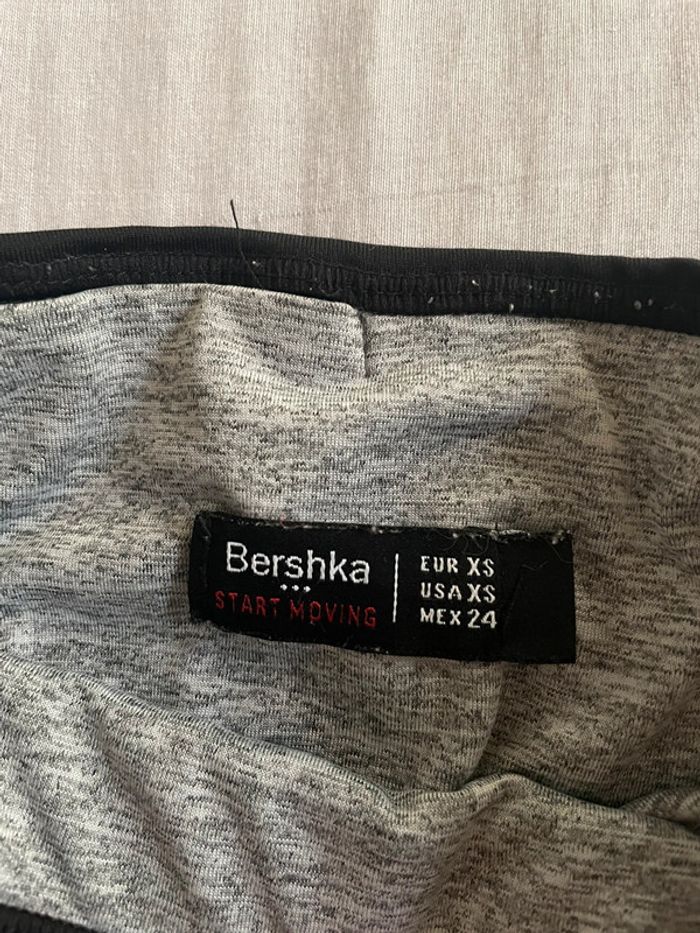 Bershka
START MOVING
EUR XS
USA XS
MEX 24